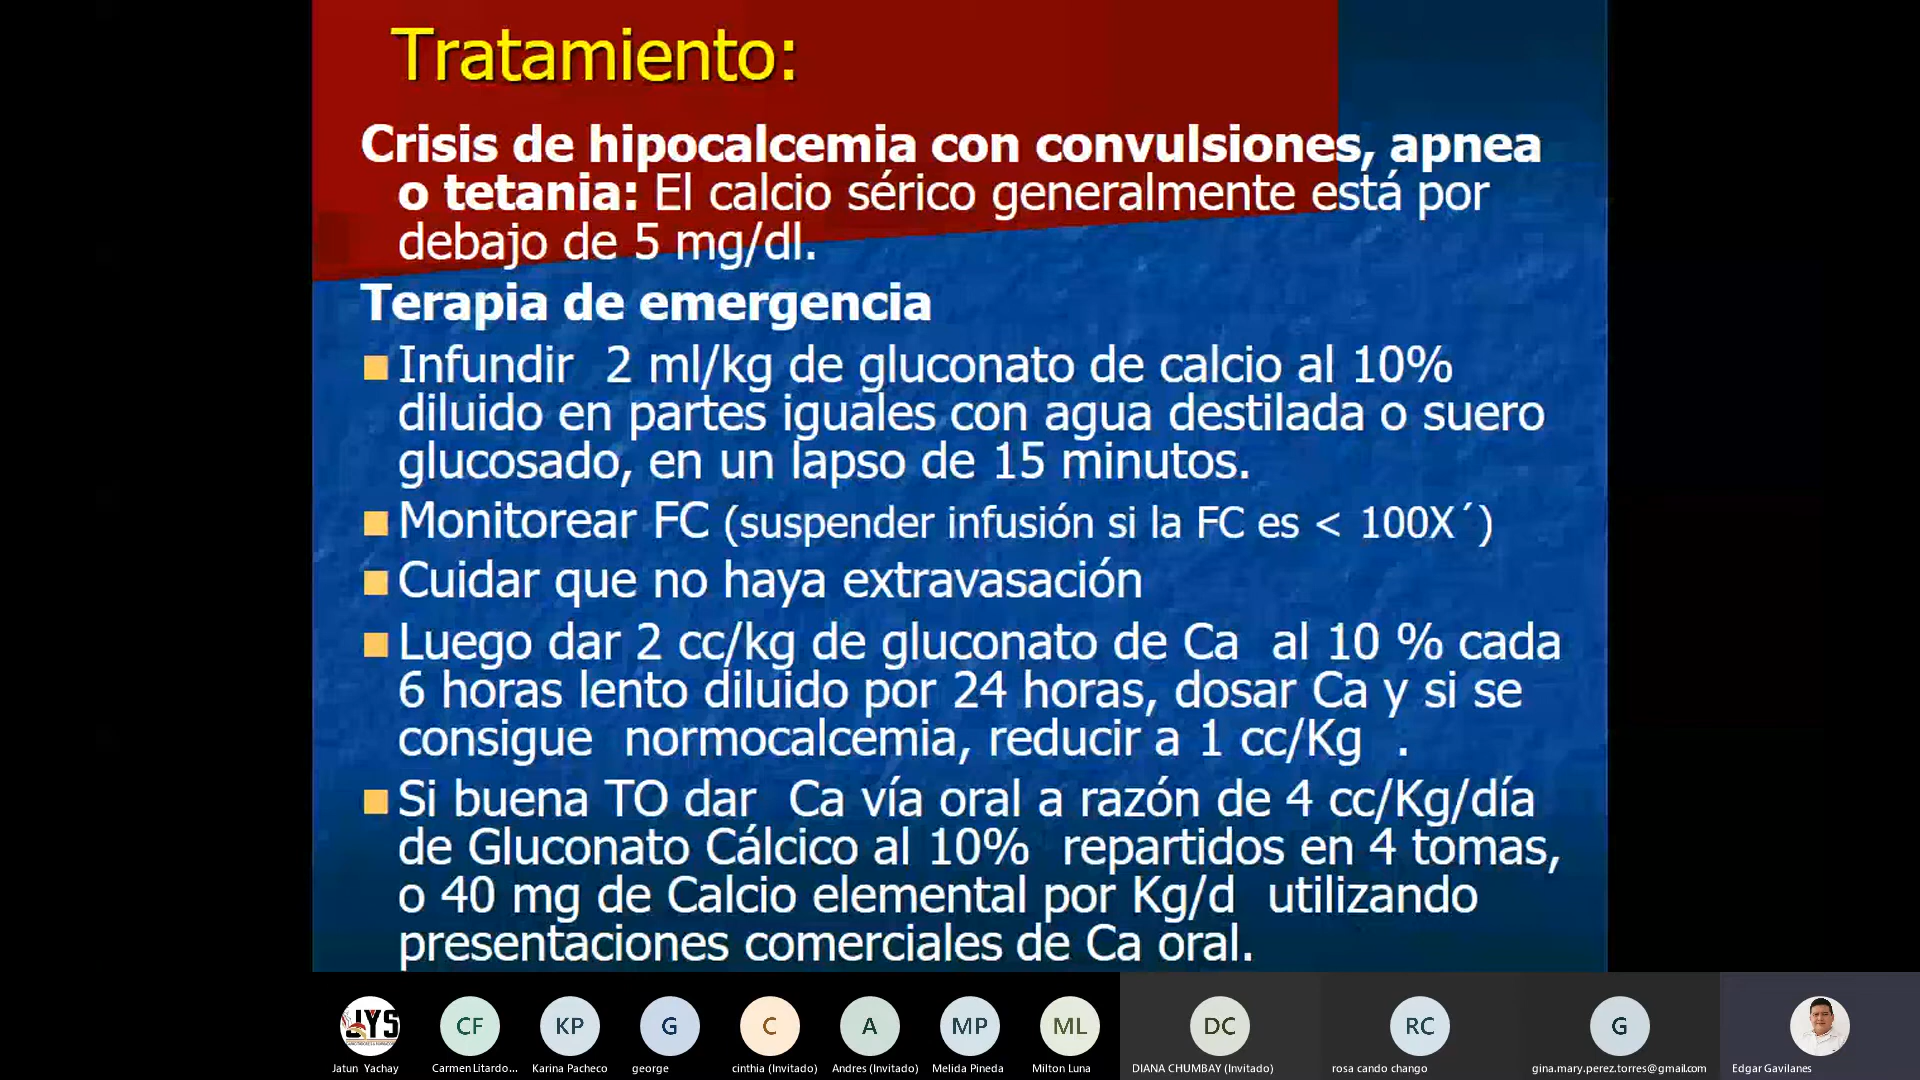 Tratamiento:
Crisis de hipocalcemia con convulsiones, apnea
o tetania: El calcio sérico generalmente está por
debajo de 5 mg/dl.
Terapia de emergencia
Infundir 2 ml/kg de gluconato de calcio al 10%
diluido en partes iguales con agua destilada o suero
glucosado, en un lapso de 15 minutos.
Monitorear FC (suspender infusión si la FC es < 100X´)
Cuidar que no haya extravasación
Luego dar 2 cc/kg de gluconato de Ca al 10 % cada
6 horas lento diluido por 24 horas, dosar Ca y si se
consigue normocalcemia, reducir a 1 cc/Kg .
Si buena TO dar Ca vía oral a razón de 4 cc/Kg/día
de Gluconato Cálcico al 10% repartidos en 4 tomas,
o 40 mg de Calcio elemental por Kg/d utilizando
presentaciones comerciales de Ca oral.
JYS CF KP G C A MP ML DC RC G
Jatun Yachay Carmen Litardo... Karina Pacheco george cinthia (Invitado) Andres (Invitado) Melida Pineda Milton Luna DIANA CHUMBAY (Invitado) rosa cando chango gina.mary.perez.torres@gmail.com Edgar Gavilanes